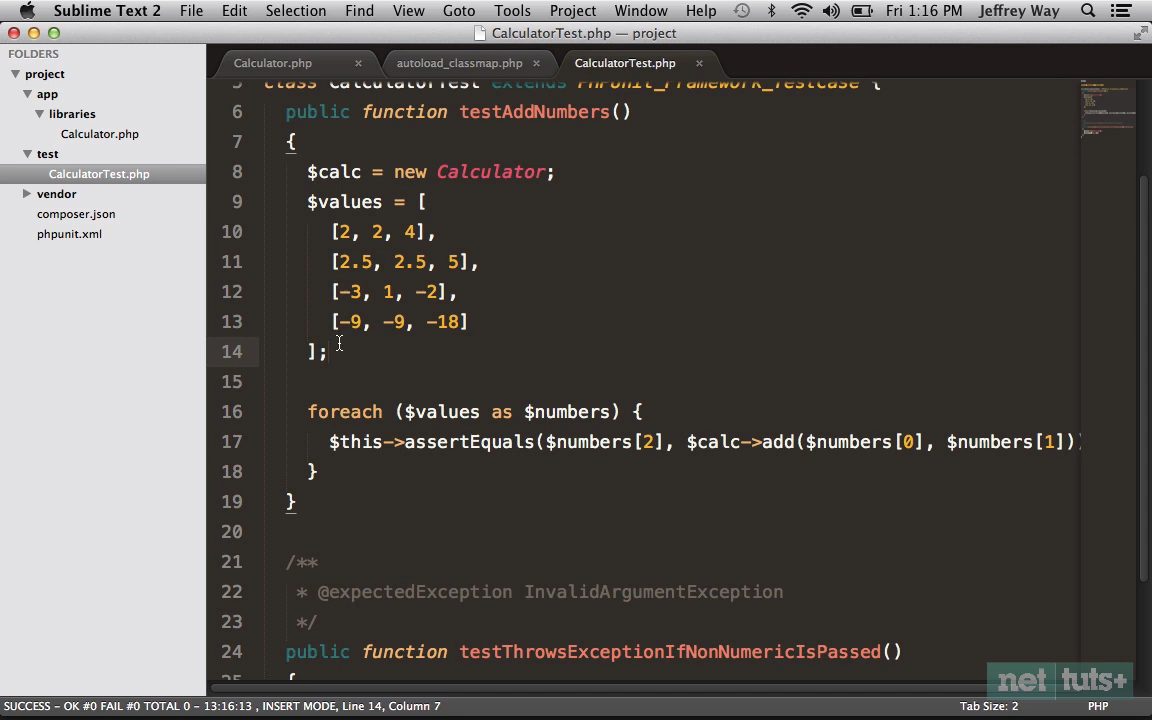 Sublime Text 2 File Edit Selection Find View Goto Tools Project Window Help Fri 1:16 PM Jeffrey Way
CalculatorTest.php — project
FOLDERS
project
app
libraries
Calculator.php
test
CalculatorTest.php
vendor
composer.json
phpunit.xml
Calculator.php × autoload_classmap.php × CalculatorTest.php ×
5 class CalculatorTest extends PHPUnit_Framework_TestCase {
6 public function testAddNumbers()
7 {
8 $calc = new Calculator;
9 $values = [
10 [2, 2, 4],
11 [2.5, 2.5, 5],
12 [-3, 1, -2],
13 [-9, -9, -18]
14 ];
15
16 foreach ($values as $numbers) {
17 $this->assertEquals($numbers[2], $calc->add($numbers[0], $numbers[1]))
18 }
19 }
20
21 /**
22 * @expectedException InvalidArgumentException
23 */
24 public function testThrowsExceptionIfNonNumericIsPassed()
25 {
net tuts+
SUCCESS - OK #0 FAIL #0 TOTAL 0 - 13:16:13 , INSERT MODE, Line 14, Column 7 Tab Size: 2 PHP